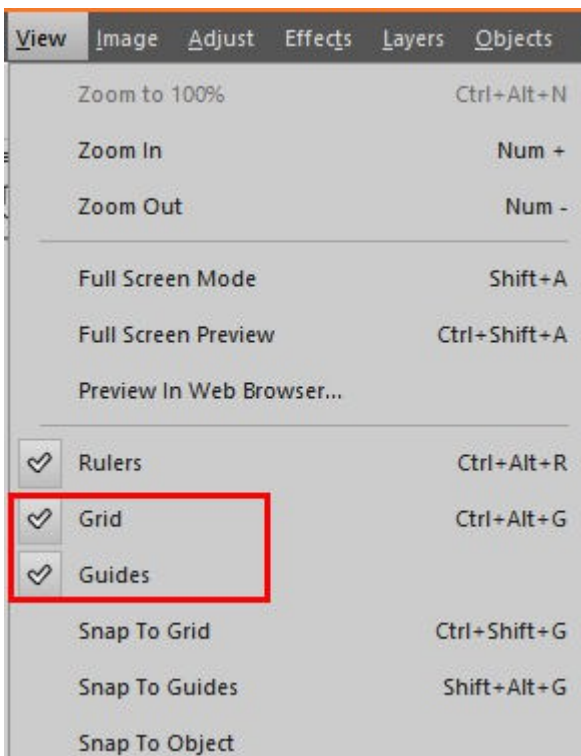 View Image Adjust Effects Layers Objects
Zoom to 100% Ctrl+Alt+N
Zoom In Num +
Zoom Out Num -
Full Screen Mode Shift+A
Full Screen Preview Ctrl+Shift+A
Preview In Web Browser...
Rulers Ctrl+Alt+R
Grid Ctrl+Alt+G
Guides
Snap To Grid Ctrl+Shift+G
Snap To Guides Shift+Alt+G
Snap To Object